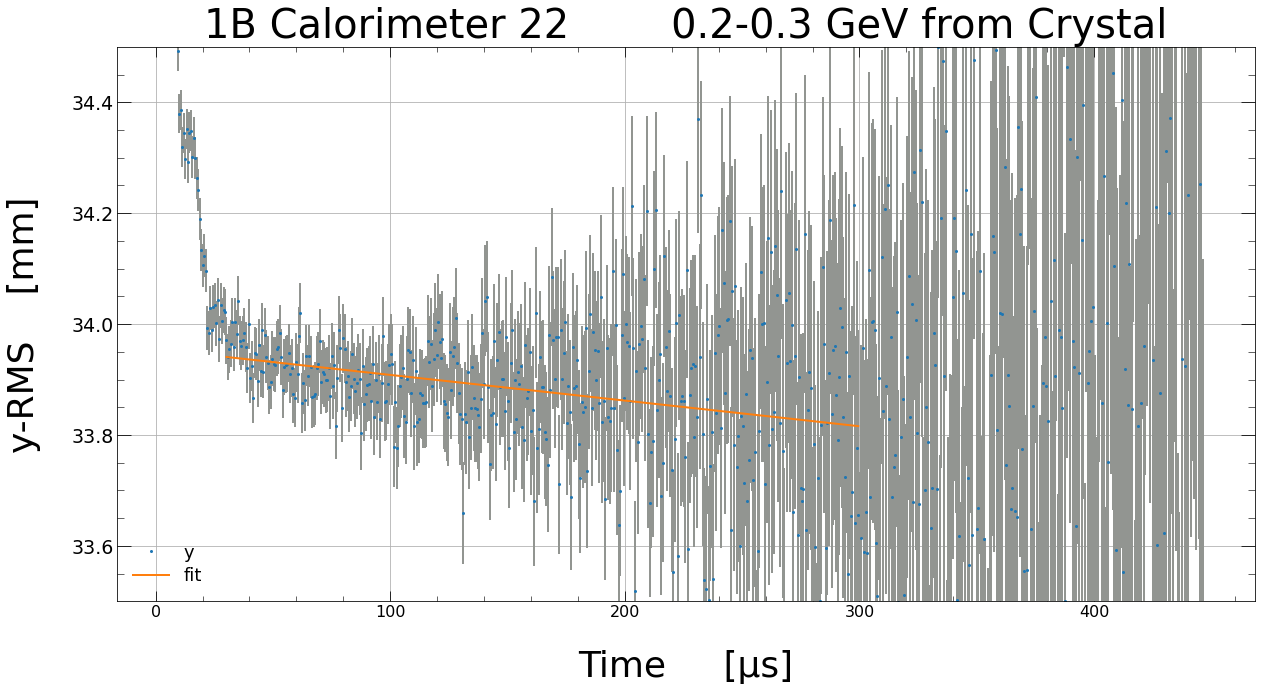 1B Calorimeter 22 0.2-0.3 GeV from Crystal
y-RMS [mm]
34.4
34.2
34.0
33.8
33.6
y
fit
0 100 200 300 400
Time [µs]